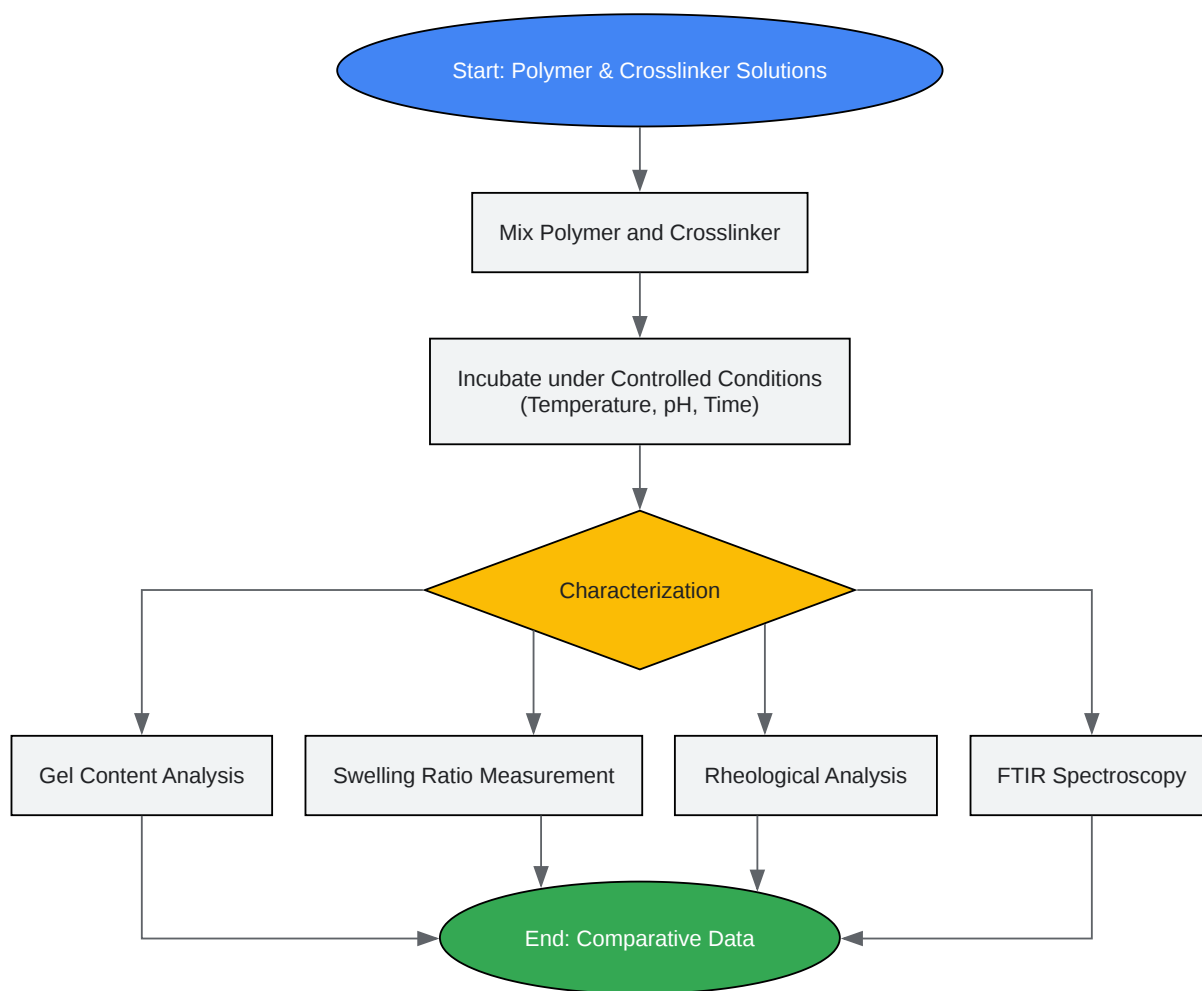 Start: Polymer & Crosslinker Solutions
Mix Polymer and Crosslinker
Incubate under Controlled Conditions
(Temperature, pH, Time)
Characterization
Gel Content Analysis
Swelling Ratio Measurement
Rheological Analysis
FTIR Spectroscopy
End: Comparative Data